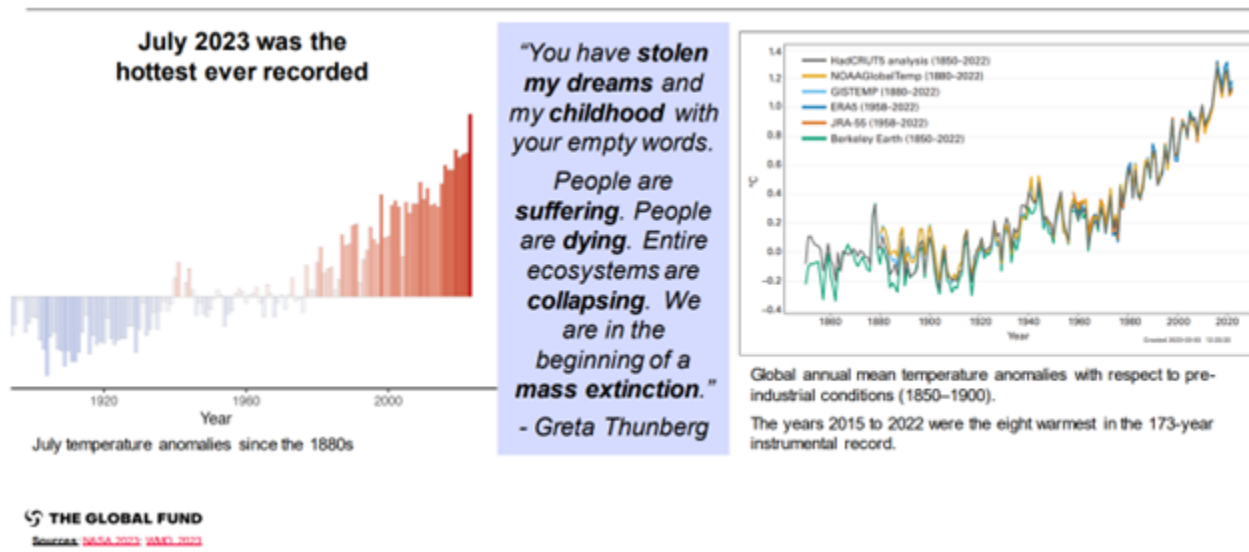 July 2023 was the
hottest ever recorded
1920
1960
2000
Year
July temperature anomalies since the 1880s
"You have stolen
my dreams and
my childhood with
your empty words.
People are
suffering. People
are dying. Entire
ecosystems are
collapsing. We
are in the
beginning of a
mass extinction."
- Greta Thunberg
1.4
1.2
1.0
0.8
0.6
0.4
0.2
0.0
−0.2
−0.4
°C
HadCRUT5 analysis (1850–2022)
NOAAGlobalTemp (1880–2022)
GISTEMP (1880–2022)
ERA5 (1958–2022)
JRA-55 (1958–2022)
Berkeley Earth (1850–2022)
1860
1880
1900
1920
1940
1960
1980
2000
2020
Year
Global annual mean temperature anomalies with respect to pre-
industrial conditions (1850–1900).
The years 2015 to 2022 were the eight warmest in the 173-year
instrumental record.
THE GLOBAL FUND
Sources: NASA 2023; WMO, 2023